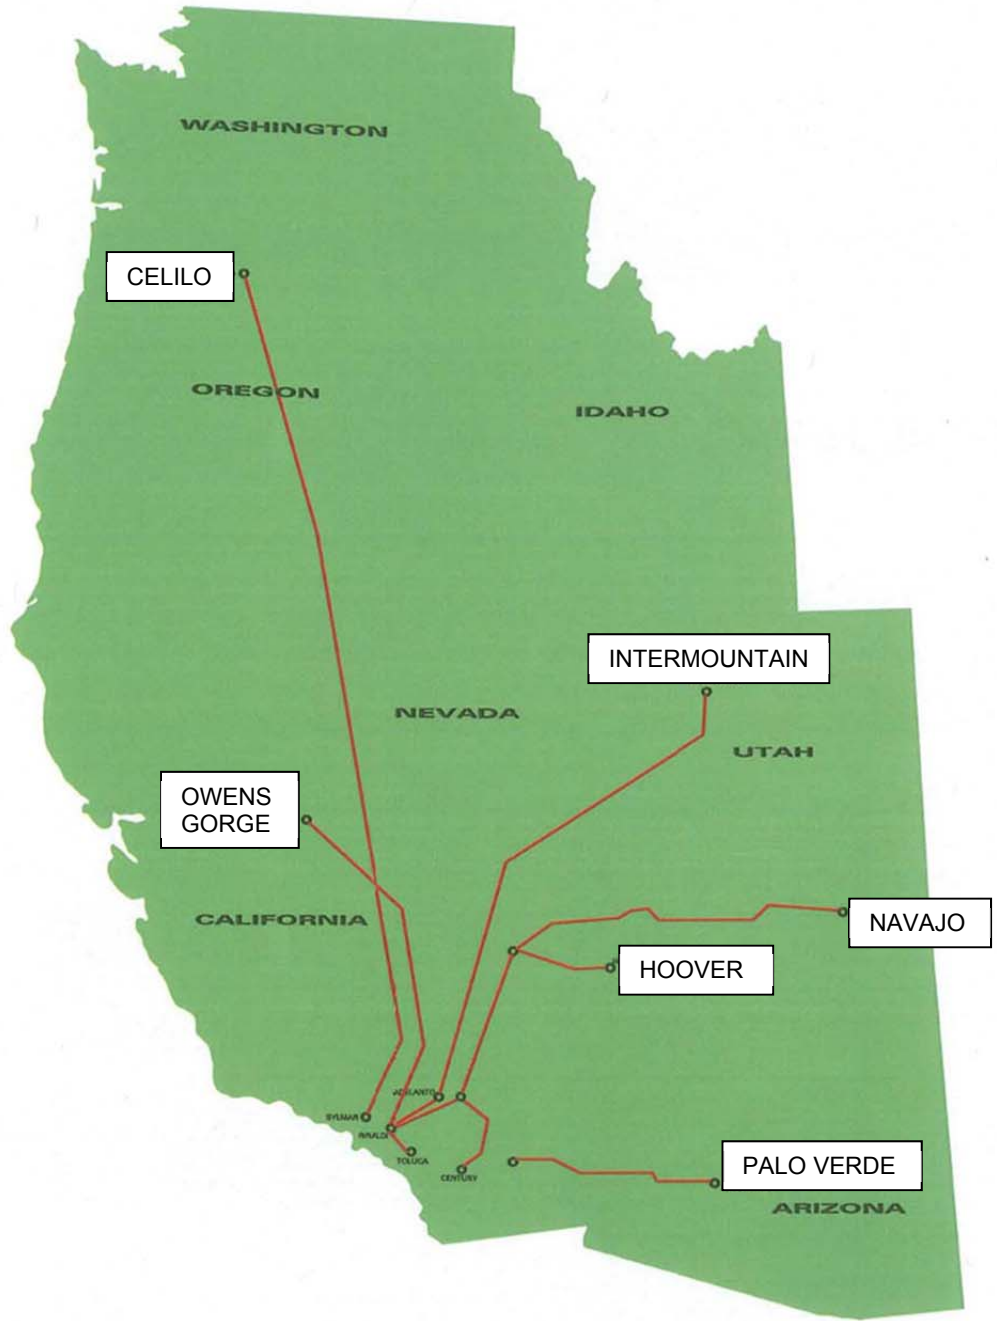 WASHINGTON
CELILO
OREGON
IDAHO
INTERMOUNTAIN
NEVADA
UTAH
OWENS
GORGE
CALIFORNIA
NAVAJO
HOOVER
ADELANTO
SYLMAR
RINALDI
TOLUCA
CENTURY
PALO VERDE
ARIZONA